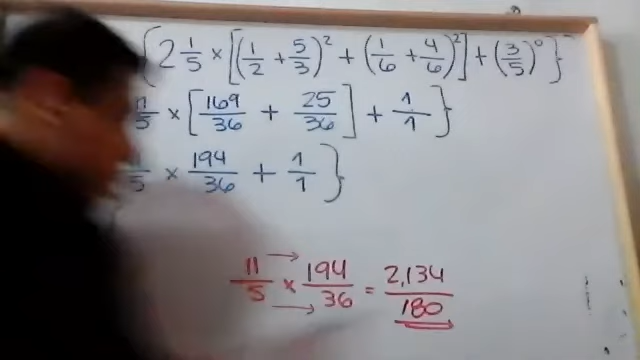 {2 1/5 × [(1/2 + 5/3)² + (1/6 + 4/6)²] + (3/5)⁰}
11/5 × [169/36 + 25/36] + 1/1}
11/5 × 194/36 + 1/1}
11/5 × 194/36 = 2,134/180